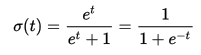 σ(t) = e^t / (e^t + 1) = 1 / (1 + e^{-t})